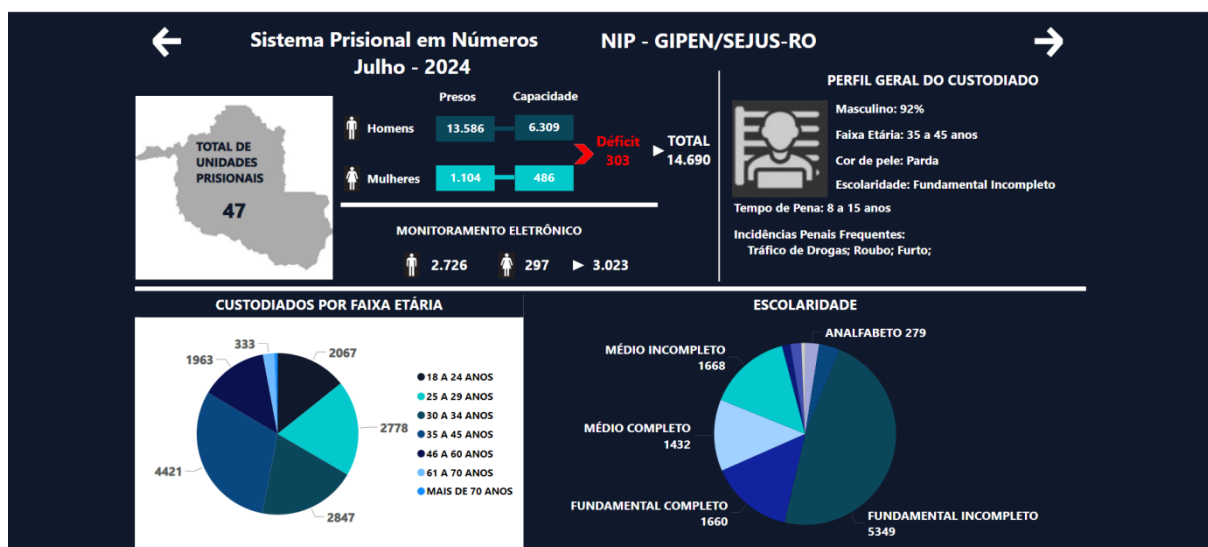 Sistema Prisional em Números
Julho - 2024
NIP - GIPEN/SEJUS-RO
TOTAL DE
UNIDADES
PRISIONAIS
47
Presos
Capacidade
Homens
13.586
6.309
Mulheres
1.104
486
Déficit
303
TOTAL
14.690
MONITORAMENTO ELETRÔNICO
2.726
297
3.023
PERFIL GERAL DO CUSTODIADO
Masculino: 92%
Faixa Etária: 35 a 45 anos
Cor de pele: Parda
Escolaridade: Fundamental Incompleto
Tempo de Pena: 8 a 15 anos
Incidências Penais Frequentes:
Tráfico de Drogas; Roubo; Furto;
CUSTODIADOS POR FAIXA ETÁRIA
333
2067
1963
2778
4421
2847
18 A 24 ANOS
25 A 29 ANOS
30 A 34 ANOS
35 A 45 ANOS
46 A 60 ANOS
61 A 70 ANOS
MAIS DE 70 ANOS
ESCOLARIDADE
ANALFABETO 279
MÉDIO INCOMPLETO
1668
MÉDIO COMPLETO
1432
FUNDAMENTAL COMPLETO
1660
FUNDAMENTAL INCOMPLETO
5349